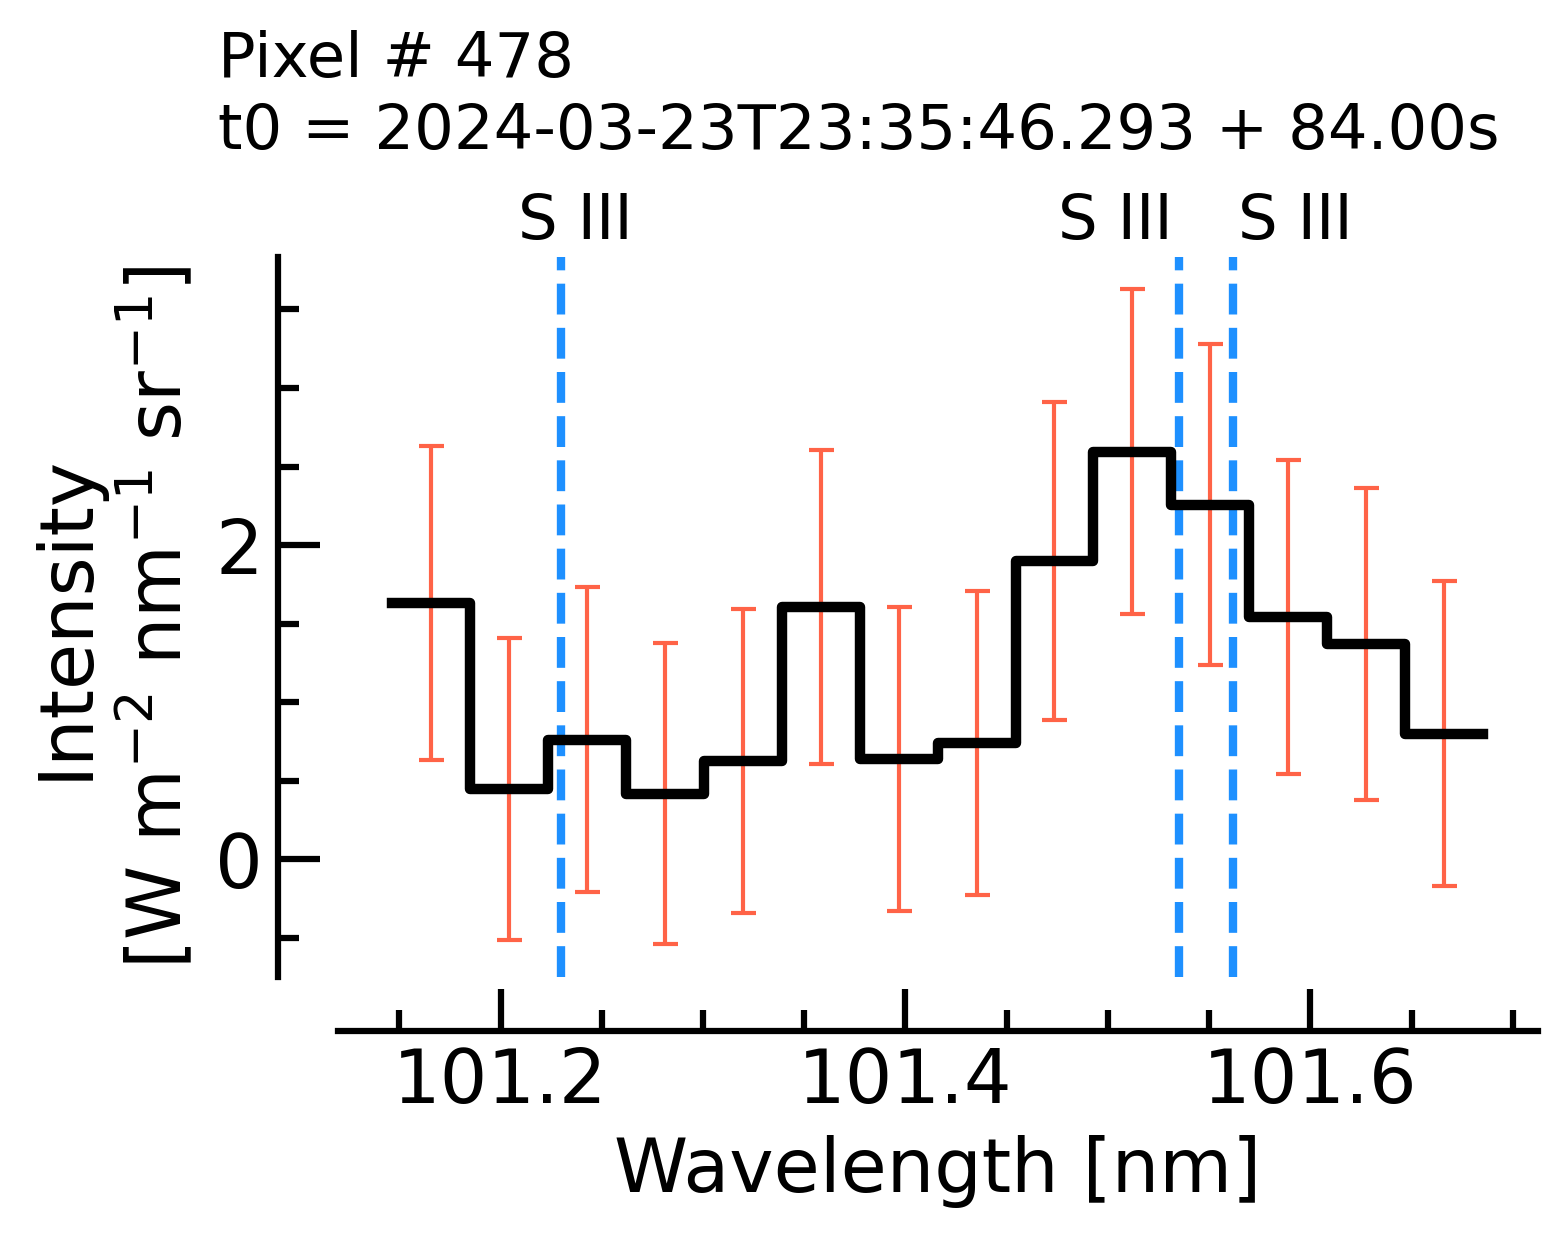 Pixel # 478
t0 = 2024-03-23T23:35:46.293 + 84.00s
S III S III S III
Intensity
[W m⁻² nm⁻¹ sr⁻¹]
2
0
101.2 101.4 101.6
Wavelength [nm]